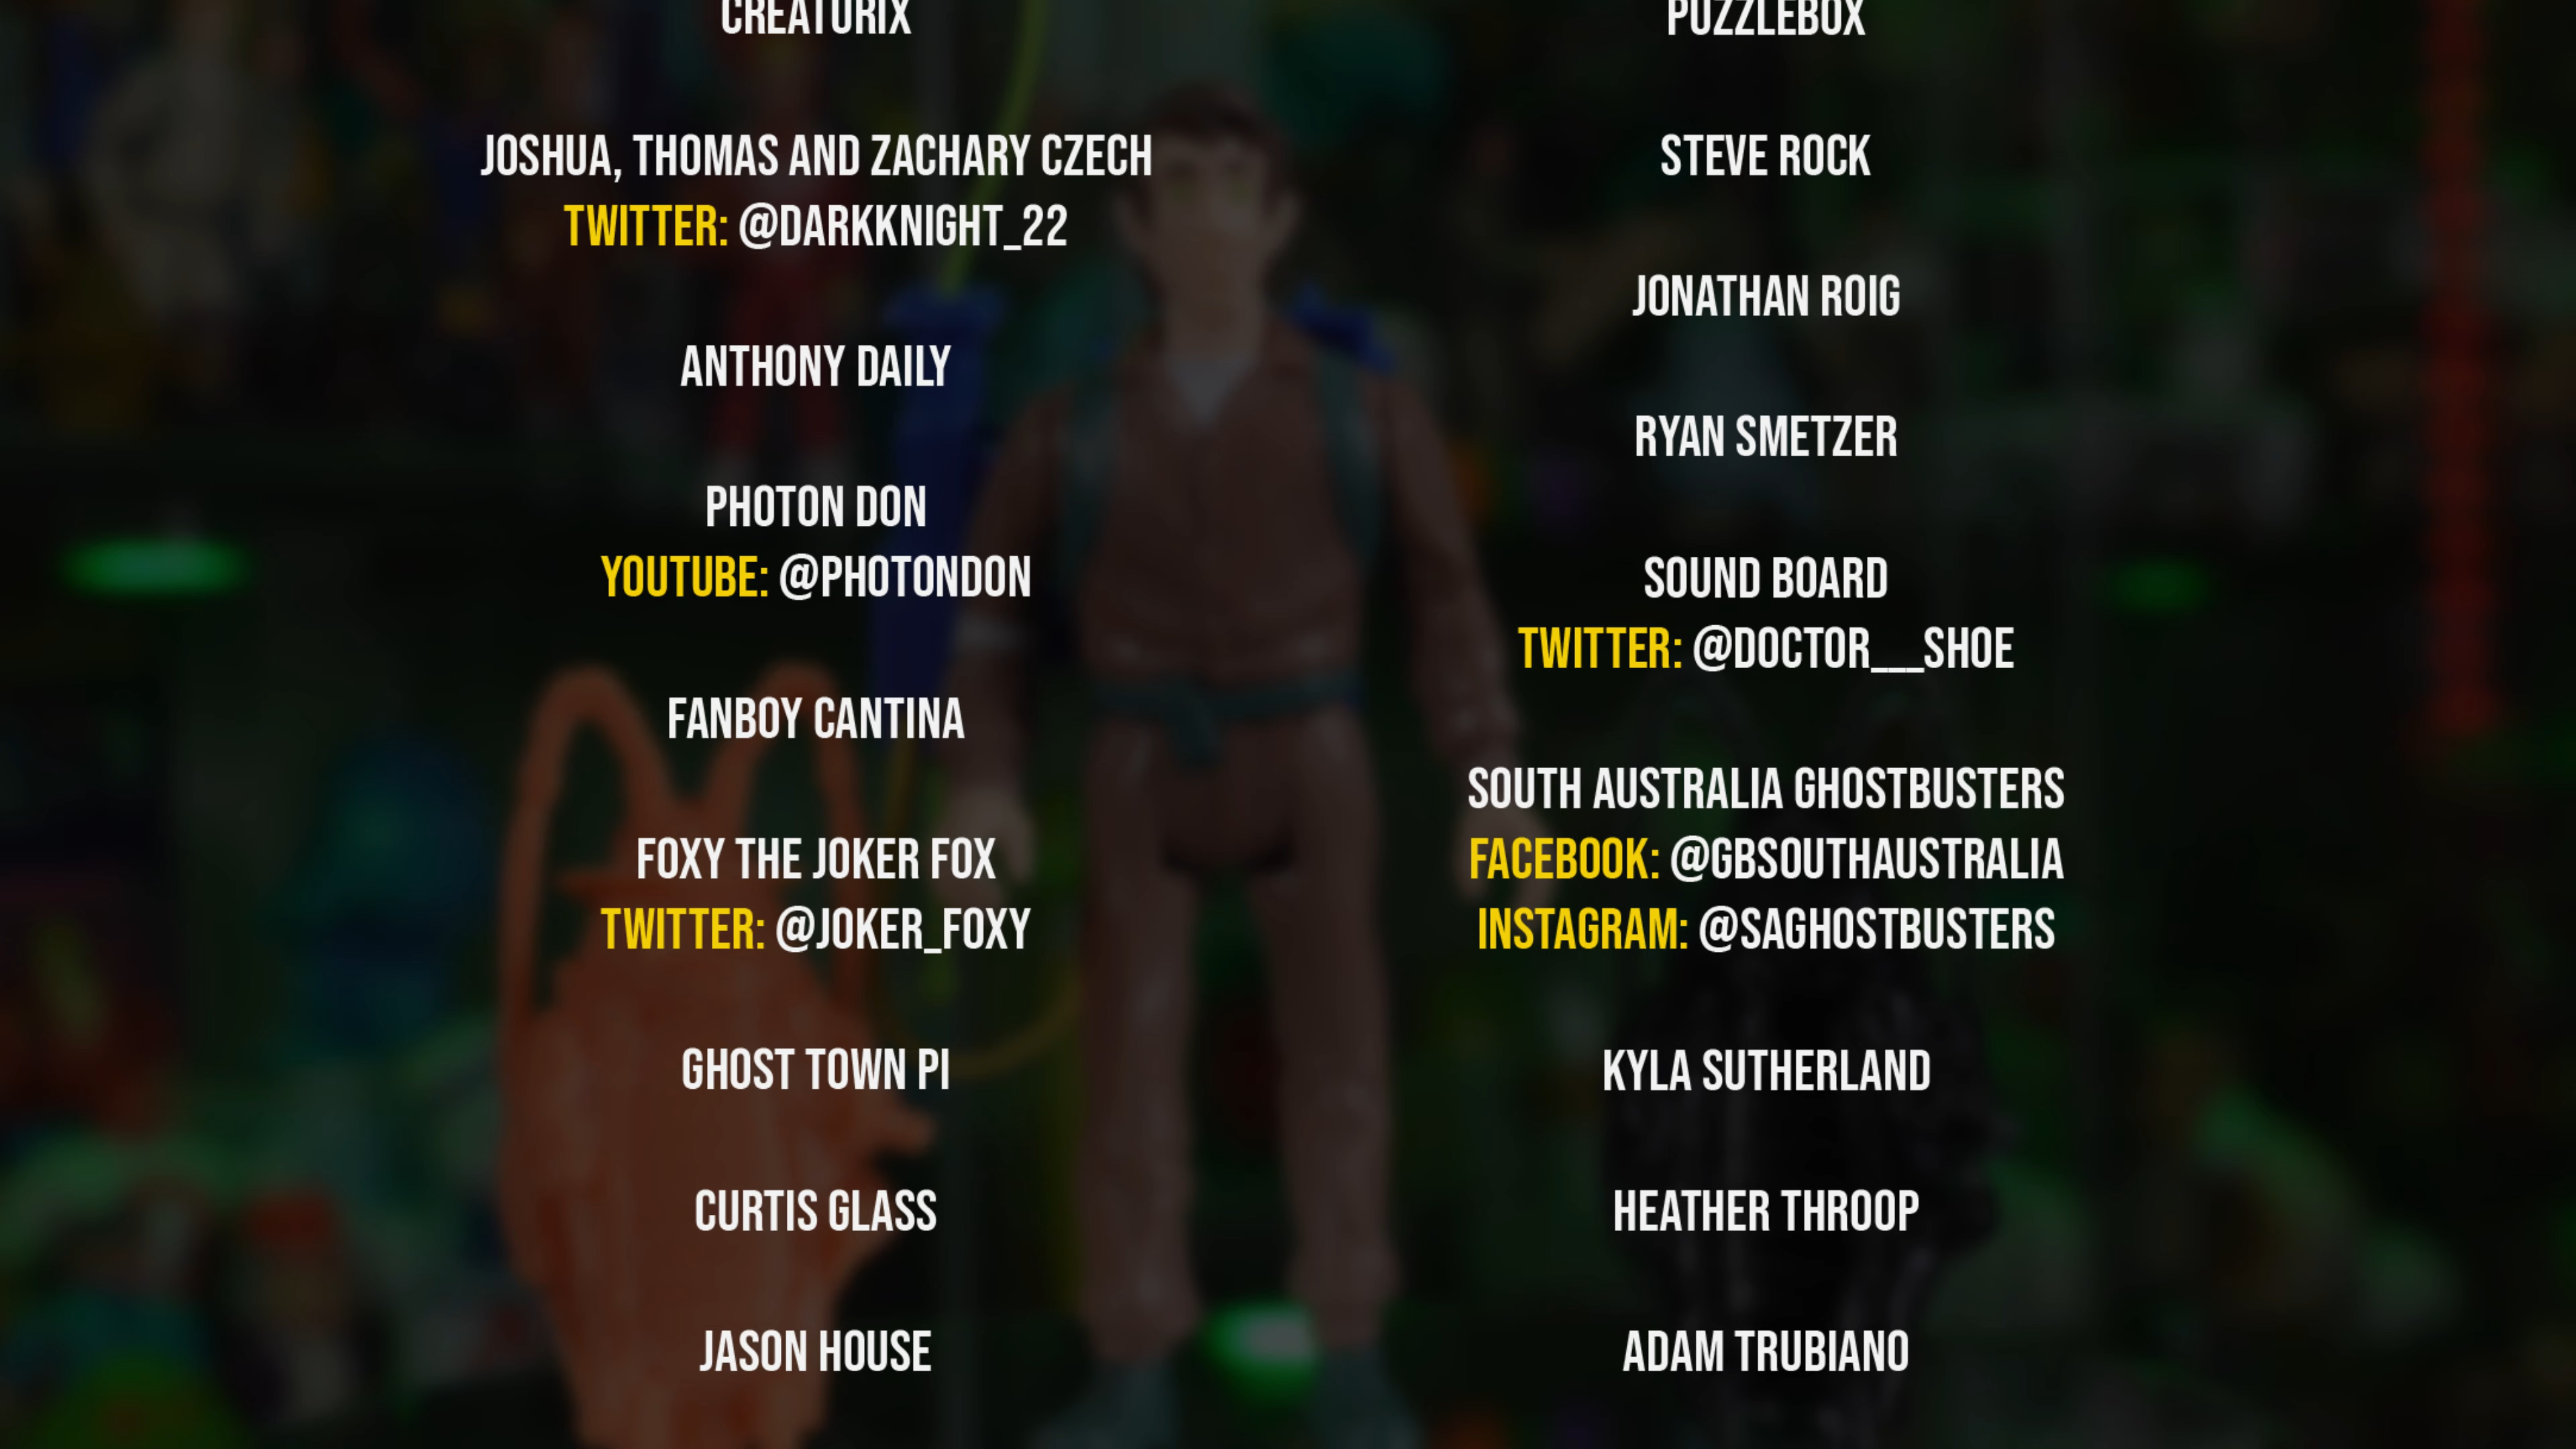 CREATURIX
JOSHUA, THOMAS AND ZACHARY CZECH
TWITTER: @DARKKNIGHT_22
ANTHONY DAILY
PHOTON DON
YOUTUBE: @PHOTONDON
FANBOY CANTINA
FOXY THE JOKER FOX
TWITTER: @JOKER_FOXY
GHOST TOWN PI
CURTIS GLASS
JASON HOUSE
PUZZLEBOX
STEVE ROCK
JONATHAN ROIG
RYAN SMETZER
SOUND BOARD
TWITTER: @DOCTOR___SHOE
SOUTH AUSTRALIA GHOSTBUSTERS
FACEBOOK: @GBSOUTHAUSTRALIA
INSTAGRAM: @SAGHOSTBUSTERS
KYLA SUTHERLAND
HEATHER THROOP
ADAM TRUBIANO